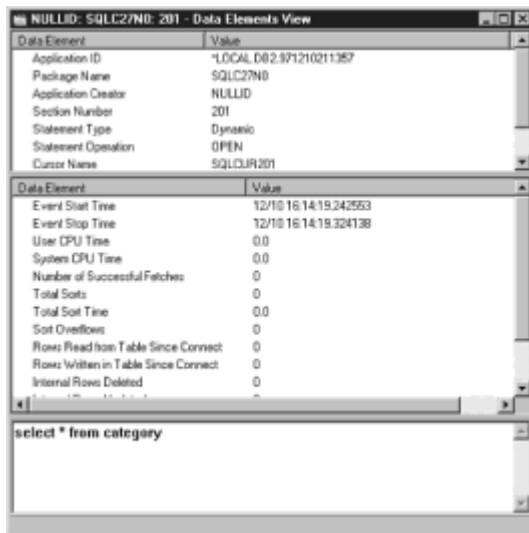 NULLID: SQLC27N0: 201 - Data Elements View
Data Element Value
Application ID *LOCAL.DB2.971210211357
Package Name SQLC27N0
Application Creator NULLID
Section Number 201
Statement Type Dynamic
Statement Operation OPEN
Cursor Name SQLCUR201
Data Element Value
Event Start Time 12/10 16:14:19.242553
Event Stop Time 12/10 16:14:19.324138
User CPU Time 0.0
System CPU Time 0.0
Number of Successful Fetches 0
Total Sorts 0
Total Sort Time 0.0
Sort Overflows 0
Rows Read from Table Since Connect 0
Rows Written in Table Since Connect 0
Internal Rows Deleted 0
select * from category